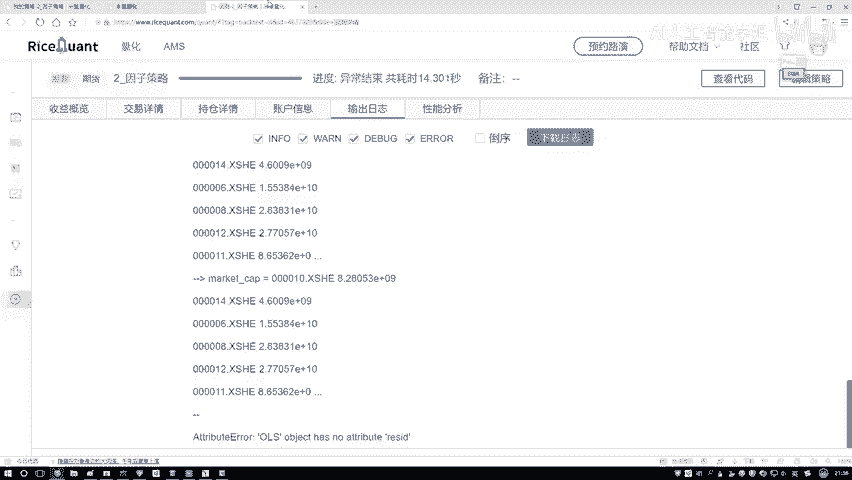 RiceQuant 量化 AMS 预约路演 帮助文档 社区
期货 2_因子策略 进度: 异常结束 共耗时14.301秒 备注: -- 查看代码 编辑策略
收益概览 交易详情 持仓详情 账户信息 输出日志 性能分析
INFO WARN DEBUG ERROR 倒序 下载日志
000014.XSHE 4.6009e+09
000006.XSHE 1.55384e+10
000008.XSHE 2.83831e+10
000012.XSHE 2.77057e+10
000011.XSHE 8.65362e+0 ...
--> market_cap = 000010.XSHE 8.28053e+09
000014.XSHE 4.6009e+09
000006.XSHE 1.55384e+10
000008.XSHE 2.83831e+10
000012.XSHE 2.77057e+10
000011.XSHE 8.65362e+0 ...
--
AttributeError: 'OLS' object has no attribute 'resid'
21:36